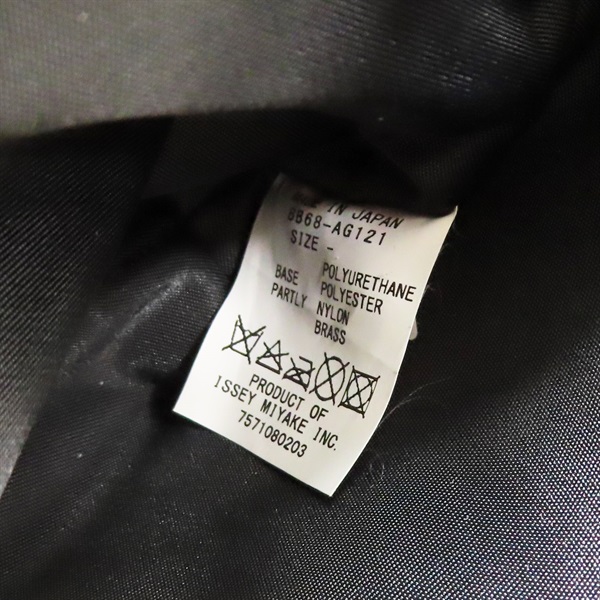 IN JAPAN
BB68-AG121
SIZE -
POLYURETHANE
BASE POLYESTER
PARTLY NYLON
BRASS
PRODUCT OF
ISSEY MIYAKE INC.
7571080203